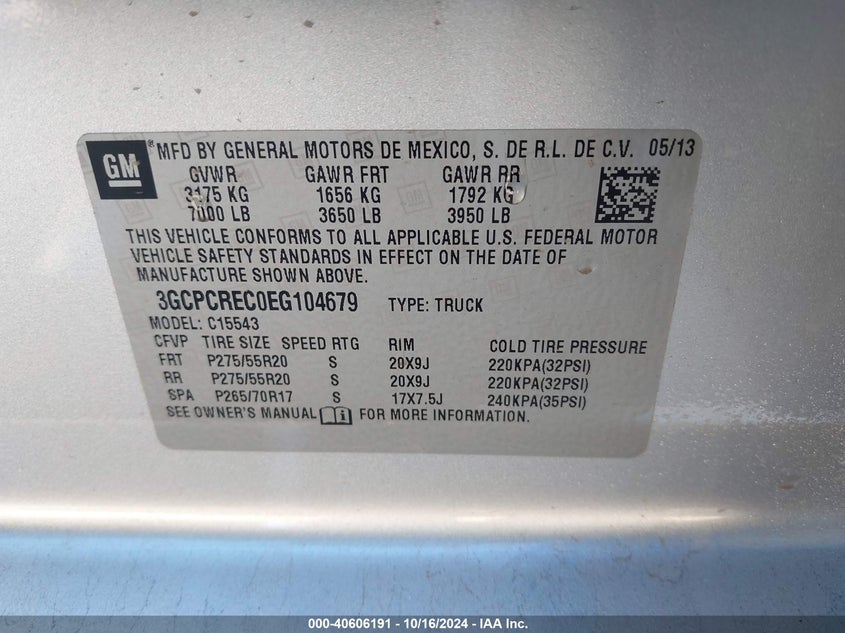 GM® MFD BY GENERAL MOTORS DE MEXICO, S. DE R.L. DE C.V. 05/13
GVWR GAWR FRT GAWR RR
3175 KG 1656 KG 1792 KG
7000 LB 3650 LB 3950 LB
THIS VEHICLE CONFORMS TO ALL APPLICABLE U.S. FEDERAL MOTOR
VEHICLE SAFETY STANDARDS IN EFFECT ON THE DATE OF
MANUFACTURE SHOWN ABOVE.
3GCPCREC0EG104679 TYPE: TRUCK
MODEL: C15543
CFVP TIRE SIZE SPEED RTG RIM COLD TIRE PRESSURE
FRT P275/55R20 S 20X9J 220KPA(32PSI)
RR P275/55R20 S 20X9J 220KPA(32PSI)
SPA P265/70R17 S 17X7.5J 240KPA(35PSI)
SEE OWNER'S MANUAL FOR MORE INFORMATION.
000-40606191 - 10/16/2024 - IAA Inc.